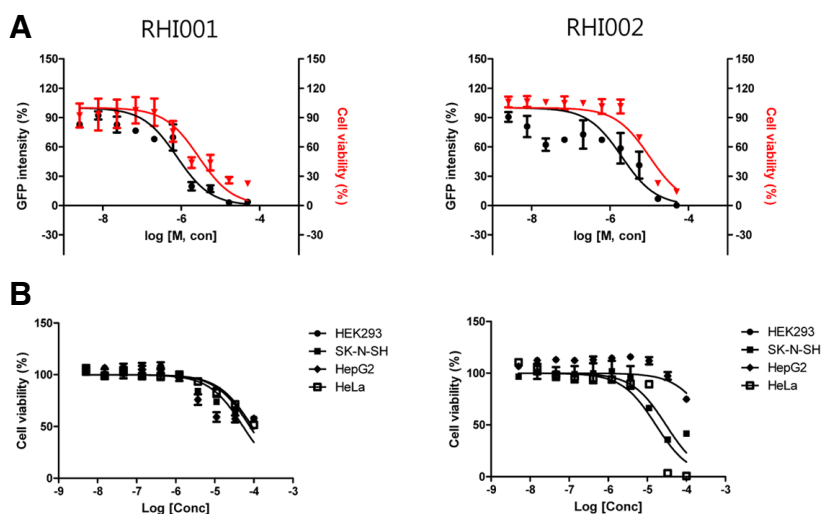 A
RHI001
RHI002
150
120
90
60
30
0
-30
GFP intensity (%)
-8
-6
-4
log [M, con]
150
120
90
60
30
0
-30
Cell viability (%)
150
120
90
60
30
0
-30
GFP intensity (%)
-8
-6
-4
log [M, con]
150
120
90
60
30
0
-30
Cell viability (%)
B
150
100
50
0
Cell viability (%)
-9
-8
-7
-6
-5
-4
-3
Log [Conc]
HEK293
SK-N-SH
HepG2
HeLa
150
100
50
0
Cell viability (%)
-9
-8
-7
-6
-5
-4
-3
Log [Conc]
HEK293
SK-N-SH
HepG2
HeLa